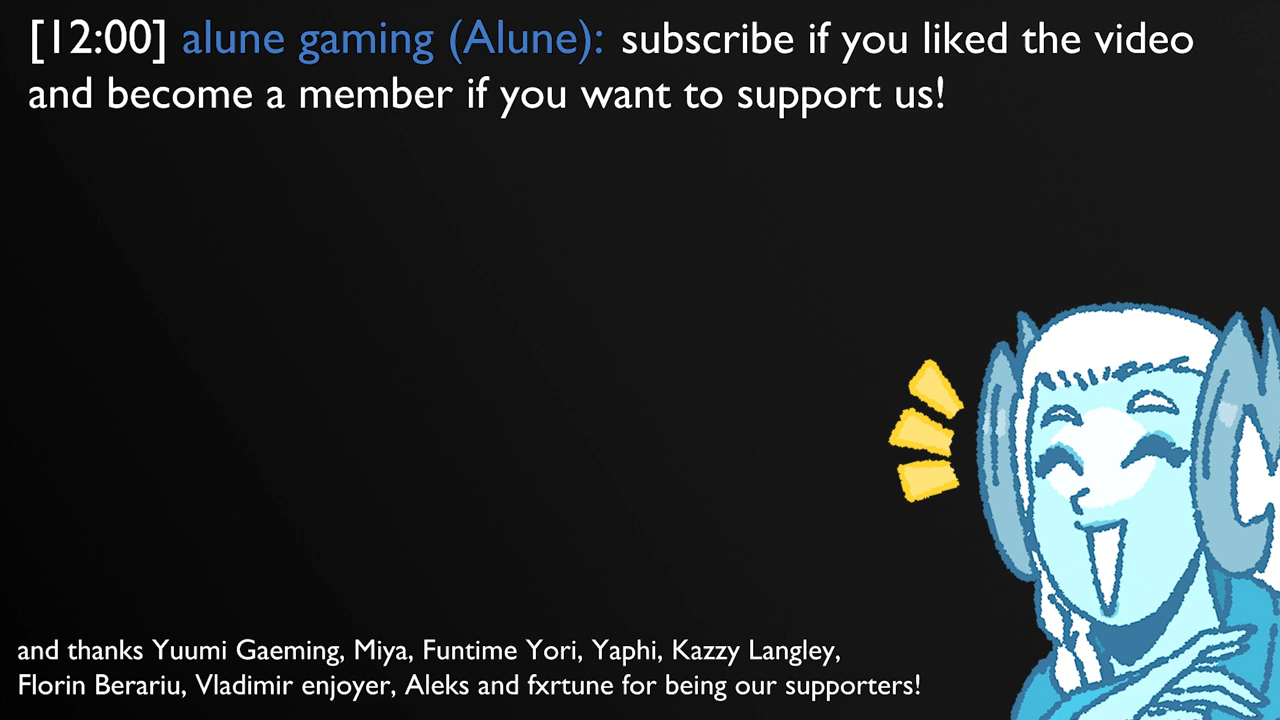 [12:00] alune gaming (Alune): subscribe if you liked the video
and become a member if you want to support us!
and thanks Yuumi Gaeming, Miya, Funtime Yori, Yaphi, Kazzy Langley,
Florin Berariu, Vladimir enjoyer, Aleks and fxrtune for being our supporters!